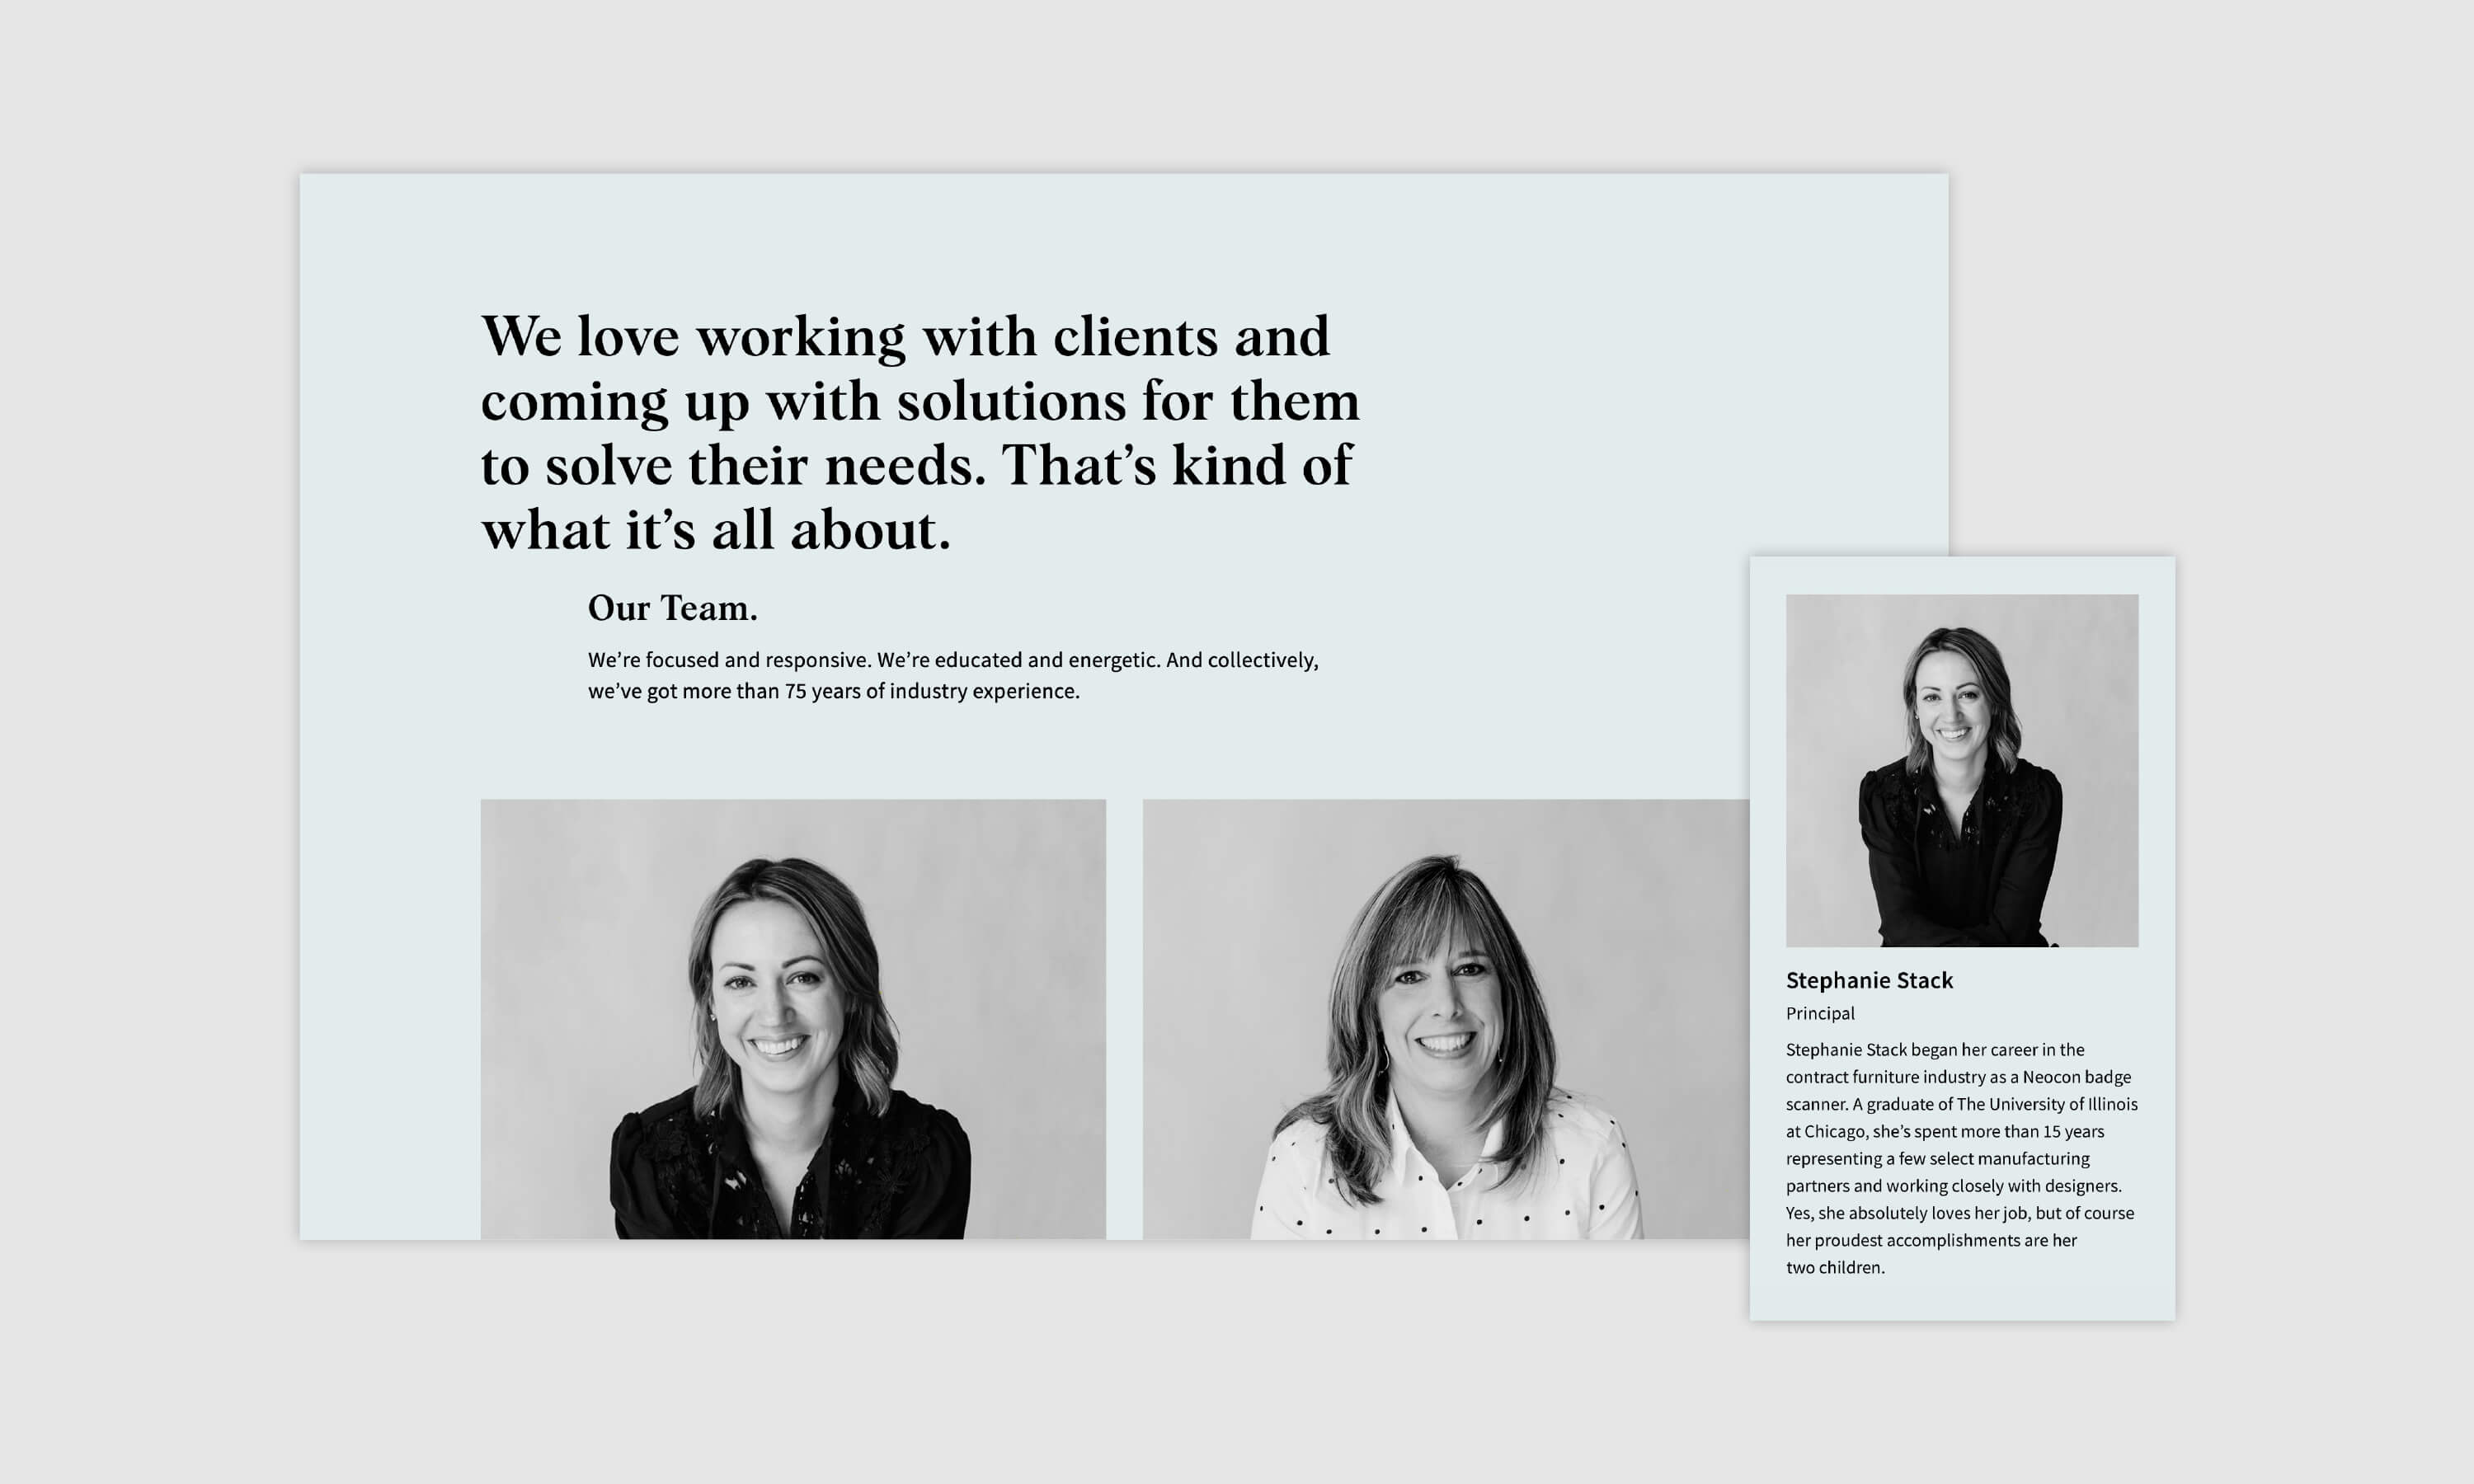 We love working with clients and
coming up with solutions for them
to solve their needs. That’s kind of
what it’s all about.
Our Team.
We’re focused and responsive. We’re educated and energetic. And collectively,
we’ve got more than 75 years of industry experience.
Stephanie Stack
Principal
Stephanie Stack began her career in the
contract furniture industry as a Neocon badge
scanner. A graduate of The University of Illinois
at Chicago, she’s spent more than 15 years
representing a few select manufacturing
partners and working closely with designers.
Yes, she absolutely loves her job, but of course
her proudest accomplishments are her
two children.